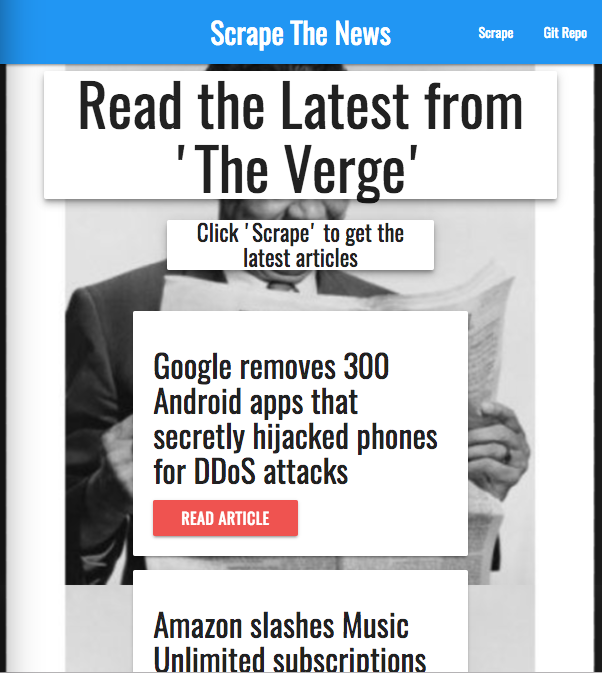 Scrape The News
Scrape
Git Repo
Read the Latest from
'The Verge'
Click 'Scrape' to get the
latest articles
Google removes 300
Android apps that
secretly hijacked phones
for DDoS attacks
READ ARTICLE
Amazon slashes Music
Unlimited subscriptions